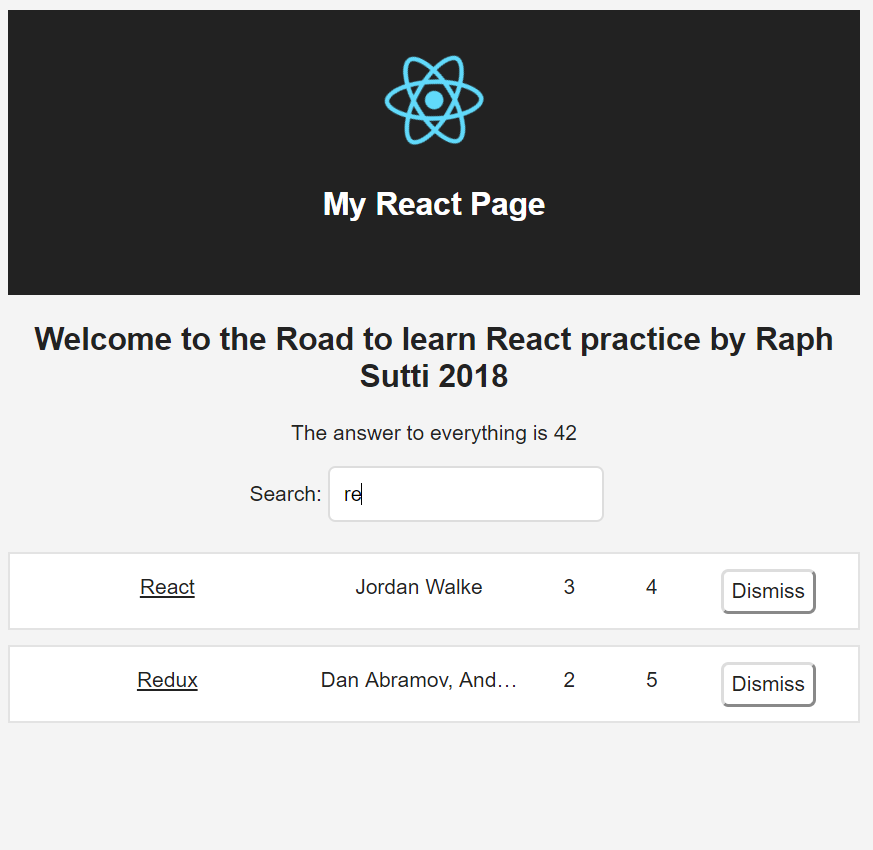 My React Page
Welcome to the Road to learn React practice by Raph
Sutti 2018
The answer to everything is 42
Search: re
React Jordan Walke 3 4 Dismiss
Redux Dan Abramov, And… 2 5 Dismiss